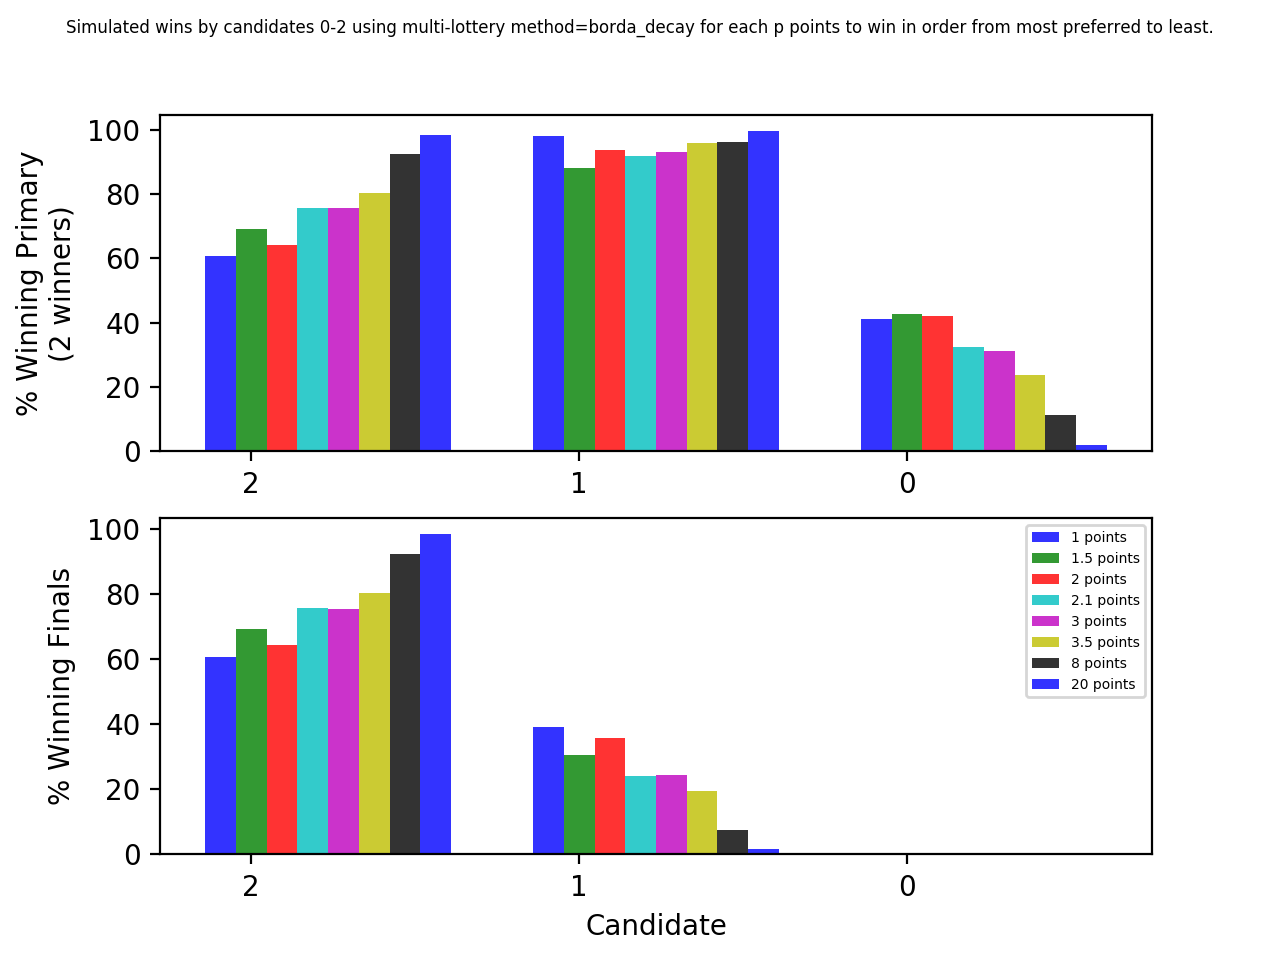 Simulated wins by candidates 0-2 using multi-lottery method=borda_decay for each p points to win in order from most preferred to least.
% Winning Primary
(2 winners)
100
80
60
40
20
0
2
1
0
% Winning Finals
100
80
60
40
20
0
2
1
0
1 points
1.5 points
2 points
2.1 points
3 points
3.5 points
8 points
20 points
Candidate